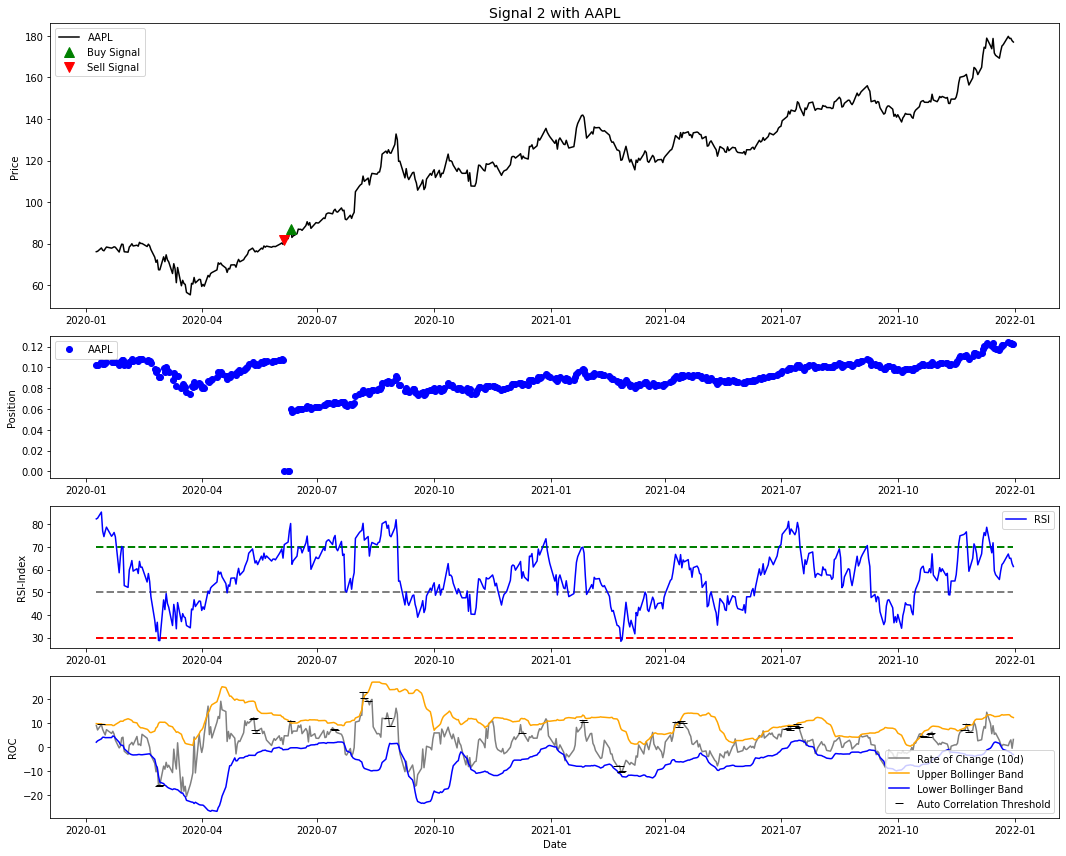 Signal 2 with AAPL
AAPL
Buy Signal
Sell Signal
Price
180
160
140
120
100
80
60
2020-01 2020-04 2020-07 2020-10 2021-01 2021-04 2021-07 2021-10 2022-01
AAPL
Position
0.12
0.10
0.08
0.06
0.04
0.02
0.00
2020-01 2020-04 2020-07 2020-10 2021-01 2021-04 2021-07 2021-10 2022-01
RSI
RSI-Index
80
70
60
50
40
30
2020-01 2020-04 2020-07 2020-10 2021-01 2021-04 2021-07 2021-10 2022-01
ROC
20
10
0
−10
−20
Rate of Change (10d)
Upper Bollinger Band
Lower Bollinger Band
Auto Correlation Threshold
2020-01 2020-04 2020-07 2020-10 2021-01 2021-04 2021-07 2021-10 2022-01
Date